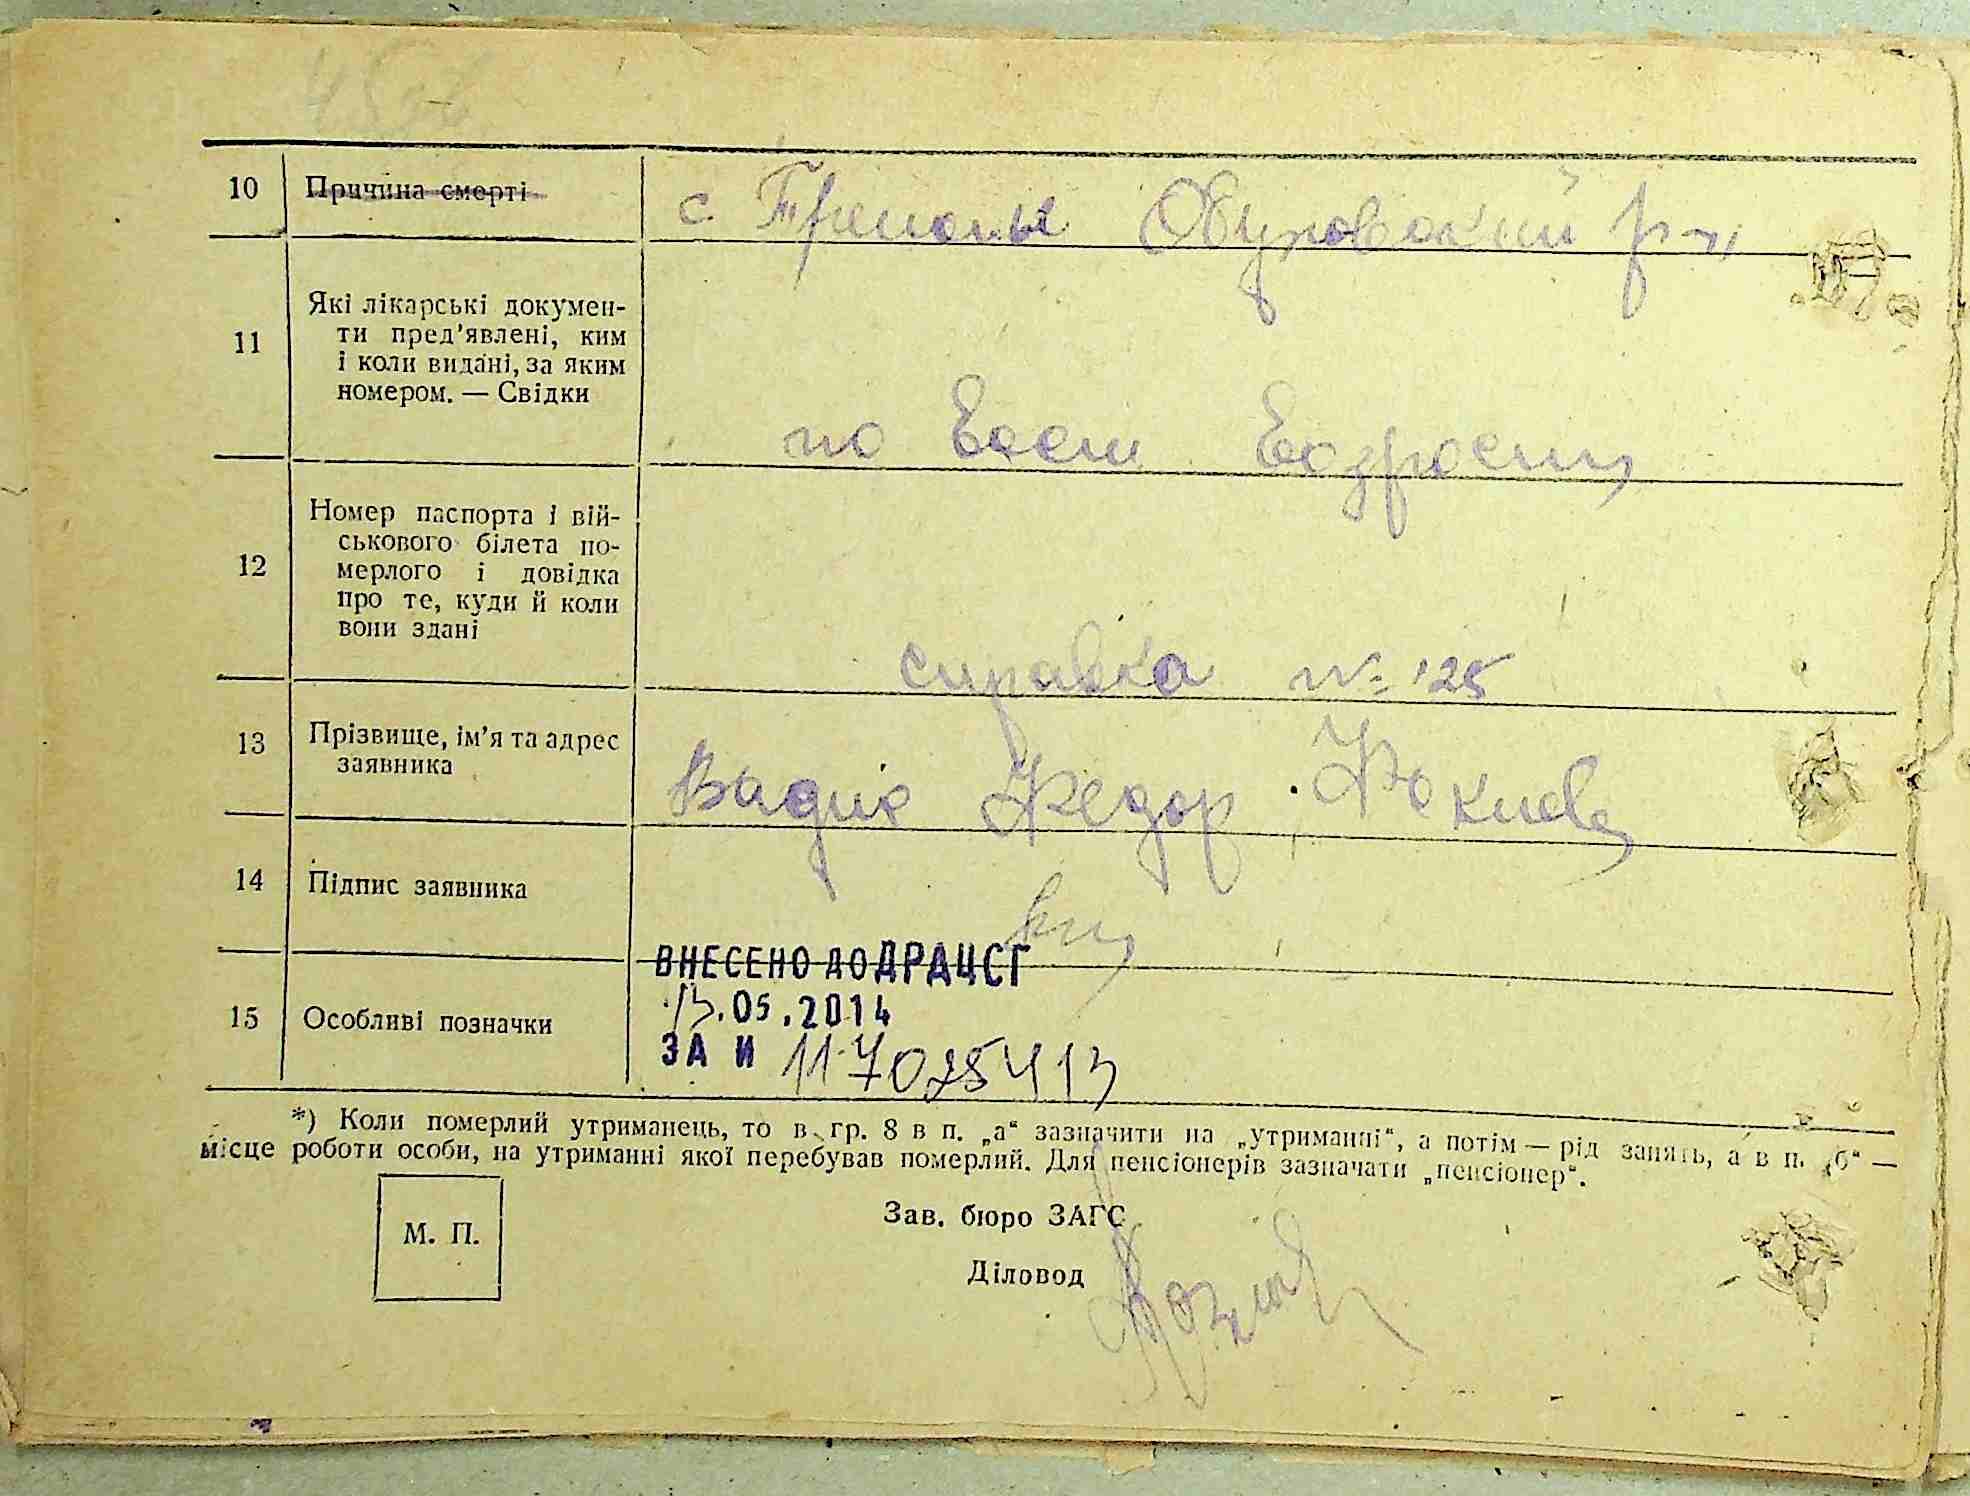 10 Причина смерті с. Триполье Обуховский р-н
11 Які лікарські докумен-
ти пред'явлені, ким
і коли видані, за яким
номером. — Свідки
по
12 Номер паспорта і вій-
ськового білета по-
мерлого і довідка
про те, куди й коли
вони здані
справка № 125
13 Прізвище, ім'я та адрес
заявника
Федор
14 Підпис заявника
ВНЕСЕНО ДО ДРАЦСГ
13.05.2014
15 Особливі позначки
ЗА И 117025413
*) Коли померлий утриманець, то в гр. 8 в п. „а“ зазначити на „утриманні“, а потім — рід занять, а в п. „б“ —
місце роботи особи, на утриманні якої перебував померлий. Для пенсіонерів зазначати „пенсіонер“.
М. П.
Зав. бюро ЗАГС
Діловод